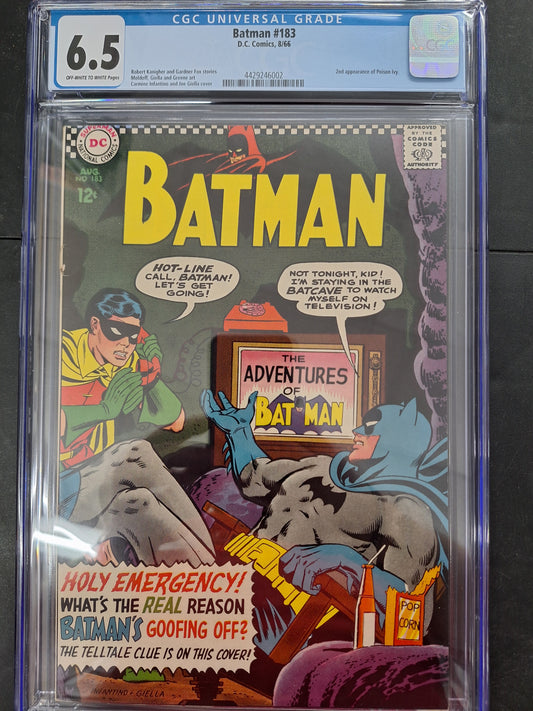 CGC UNIVERSAL GRADE
6.5
OFF-WHITE TO WHITE Pages
Batman #183
D.C. Comics, 8/66
Robert Kanigher and Gardner Fox stories
Moldoff, Giella and Greene art
Carmine Infantino and Joe Giella cover
2nd appearance of Poison Ivy.
4429246002
CGC
SUPERMAN
DC
NATIONAL COMICS
AUG.
NO. 183
12¢
APPROVED
BY THE
COMICS
CODE
AUTHORITY
BATMAN
HOT-LINE
CALL, BATMAN!
LET'S GET
GOING!
NOT TONIGHT, KID!
I'M STAYING IN THE
BATCAVE TO WATCH
MYSELF ON
TELEVISION!
THE
ADVENTURES
OF
BATMAN
POP
CORN
HOLY EMERGENCY!
WHAT'S THE REAL REASON
BATMAN'S GOOFING OFF?
THE TELLTALE CLUE IS ON THIS COVER!
INFANTINO & GIELLA